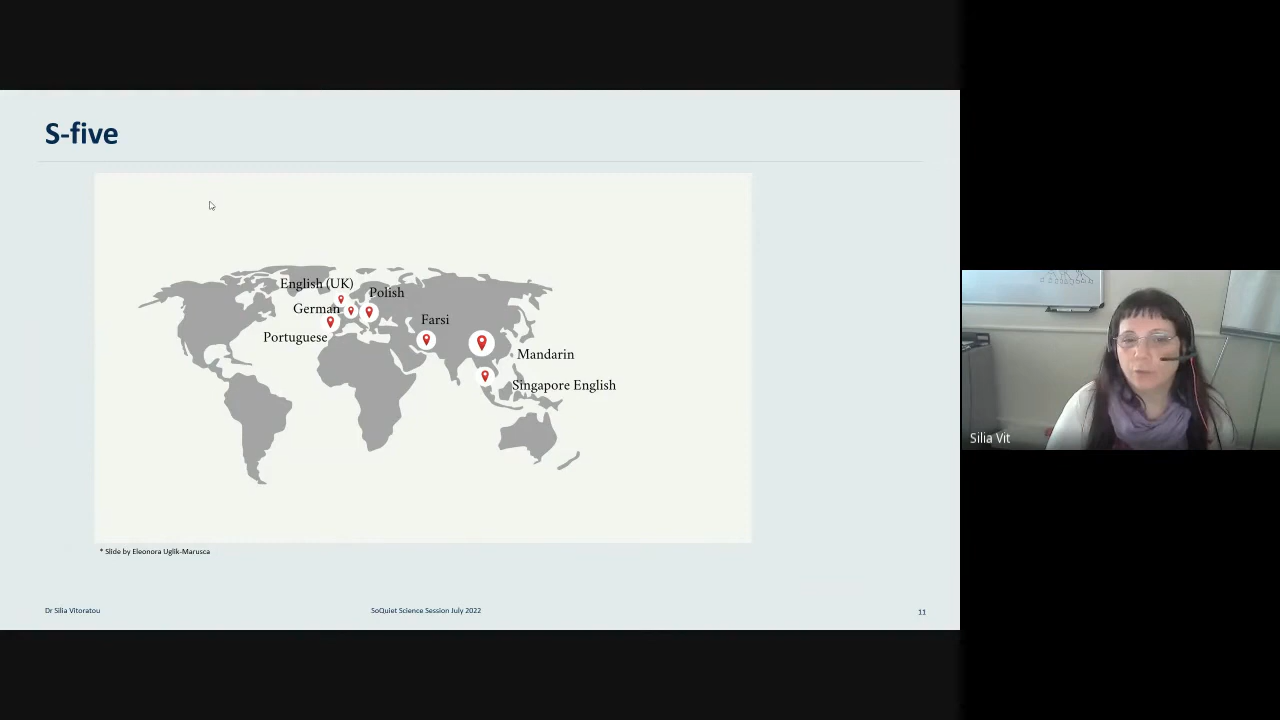 S-five
English (UK)
Polish
German
Farsi
Portuguese
Mandarin
Singapore English
* Slide by Eleonora Uglik-Marusca
Dr Silia Vitoratou
SoQuiet Science Session July 2022
11
Silia Vit